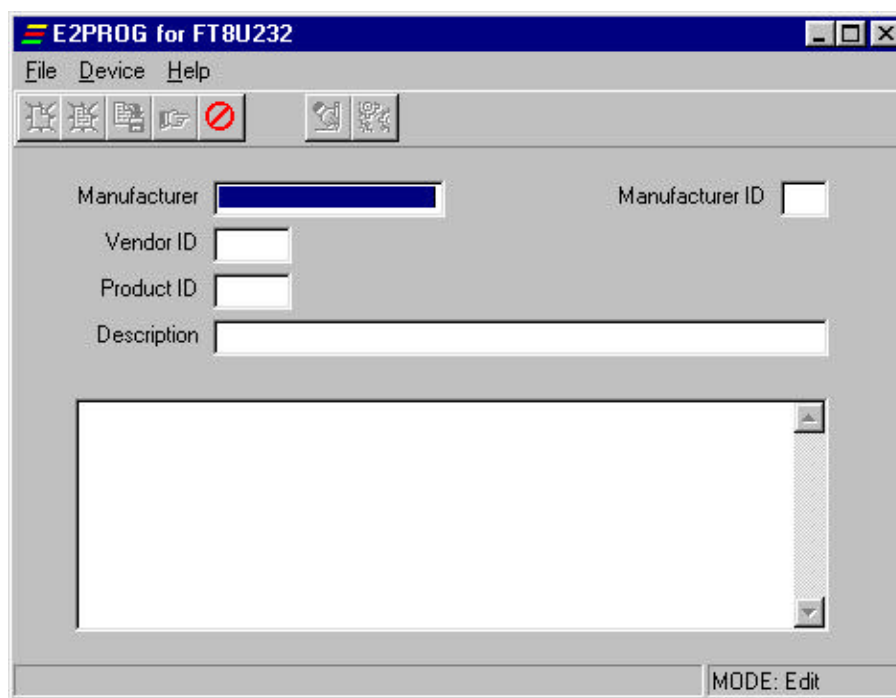 E2PROG for FT8U232
File Device Help
Manufacturer Manufacturer ID
Vendor ID
Product ID
Description
MODE: Edit